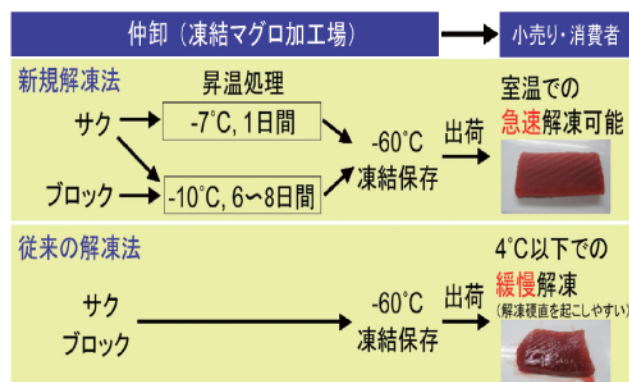 仲卸（凍結マグロ加工場）
小売り・消費者
新規解凍法
昇温処理
サク
-7˚C, 1日間
ブロック
-10˚C, 6〜8日間
-60˚C
凍結保存
出荷
室温での
急速解凍可能
従来の解凍法
サク
ブロック
-60˚C
凍結保存
出荷
4˚C以下での
緩慢解凍
(解凍硬直を起こしやすい)